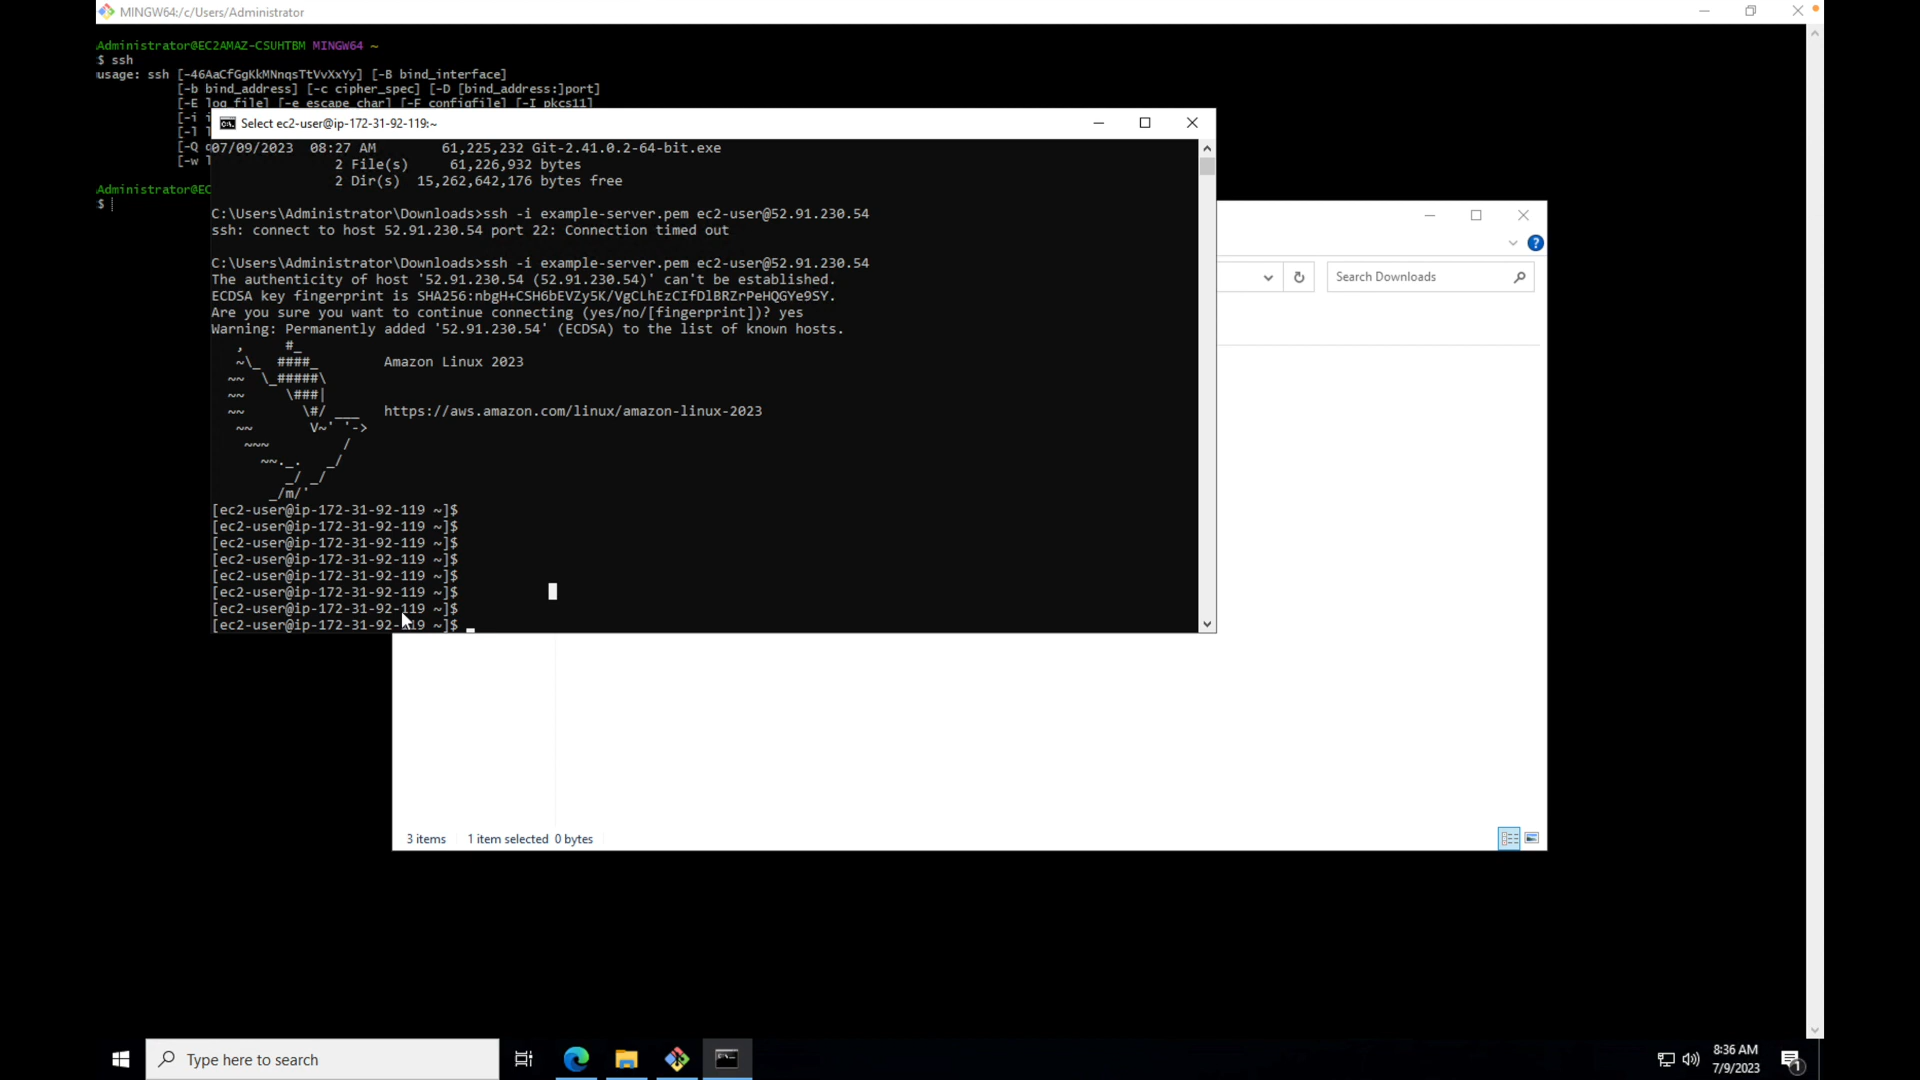 MINGW64:/c/Users/Administrator
Administrator@EC2AMAZ-CSUHTBM MINGW64 ~
$ ssh
usage: ssh [-46AaCfGgKkMNnqsTtVvXxYy] [-B bind_interface]
[-b bind_address] [-c cipher_spec] [-D [bind_address:]port]
[-E log_file] [-e escape_char] [-F configfile] [-I pkcs11]
[-i i
[-l l
[-Q
[-w l
Administrator@EC
$
Select ec2-user@ip-172-31-92-119:~
07/09/2023  08:27 AM        61,225,232 Git-2.41.0.2-64-bit.exe
2 File(s)     61,226,932 bytes
2 Dir(s)  15,262,642,176 bytes free
C:\Users\Administrator\Downloads>ssh -i example-server.pem ec2-user@52.91.230.54
ssh: connect to host 52.91.230.54 port 22: Connection timed out
C:\Users\Administrator\Downloads>ssh -i example-server.pem ec2-user@52.91.230.54
The authenticity of host '52.91.230.54 (52.91.230.54)' can't be established.
ECDSA key fingerprint is SHA256:nbgH+CSH6bEVZy5K/VgCLhEzCIfDlBRZrPeHQGYe9SY.
Are you sure you want to continue connecting (yes/no/[fingerprint])? yes
Warning: Permanently added '52.91.230.54' (ECDSA) to the list of known hosts.
,     #_
~\_  ####_        Amazon Linux 2023
~~  \_#####\
~~     \###|
~~       \#/ ___   https://aws.amazon.com/linux/amazon-linux-2023
~~       V~' '->
~~~         /
~~._.   _/
_/ _/
_/m/'
[ec2-user@ip-172-31-92-119 ~]$
[ec2-user@ip-172-31-92-119 ~]$
[ec2-user@ip-172-31-92-119 ~]$
[ec2-user@ip-172-31-92-119 ~]$
[ec2-user@ip-172-31-92-119 ~]$
[ec2-user@ip-172-31-92-119 ~]$
[ec2-user@ip-172-31-92-119 ~]$
[ec2-user@ip-172-31-92-119 ~]$
Search Downloads
3 items   1 item selected  0 bytes
Type here to search
8:36 AM
7/9/2023
1